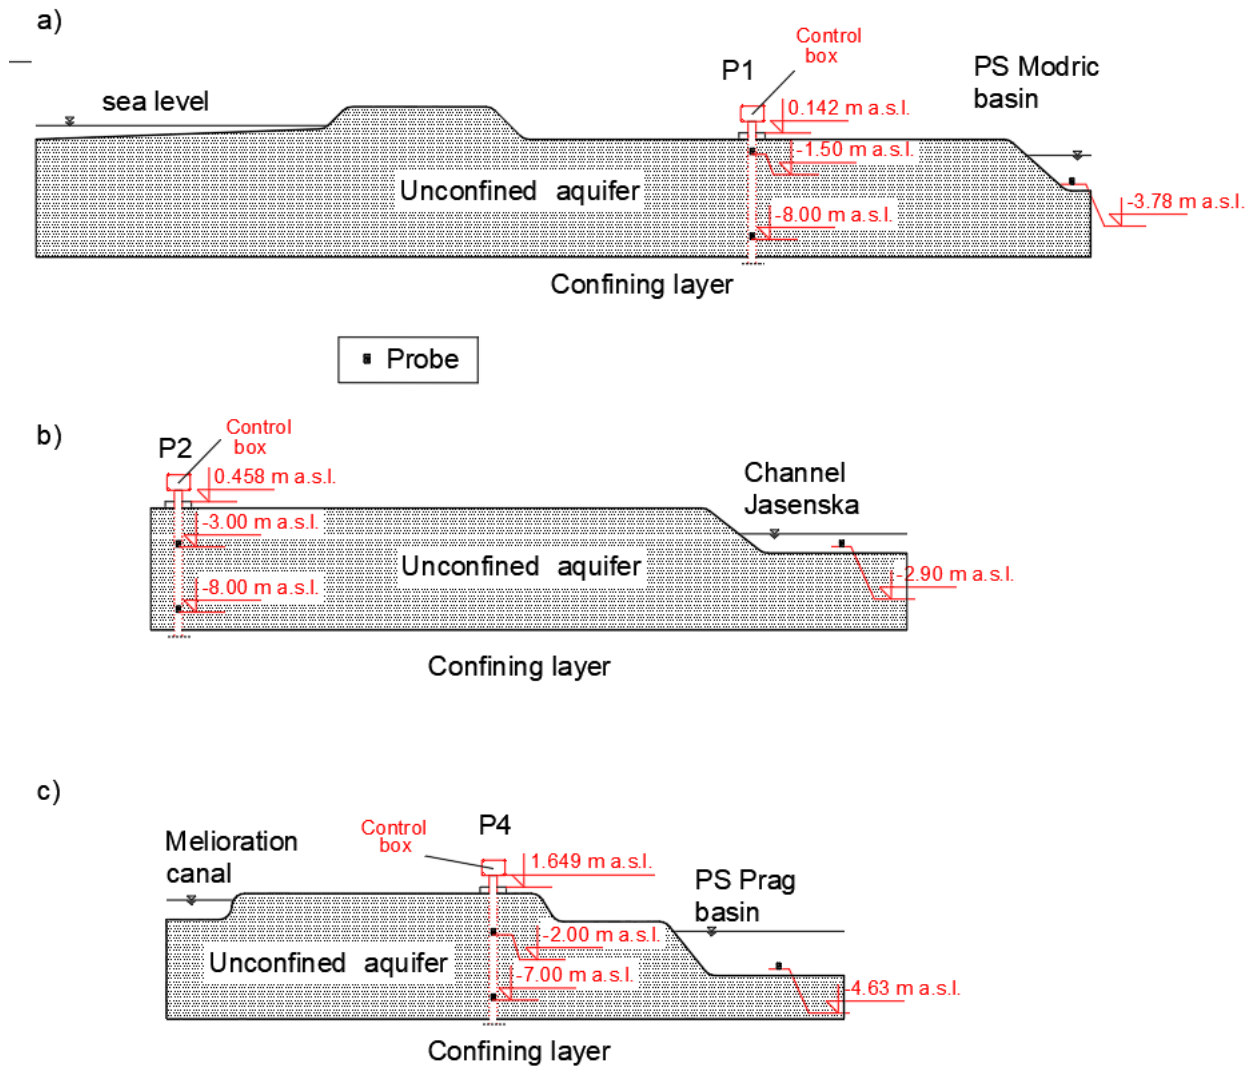 a)
Control
box
P1
PS Modric
basin
sea level
0.142 m a.s.l.
-1.50 m a.s.l.
Unconfined aquifer
-3.78 m a.s.l.
-8.00 m a.s.l.
Confining layer
Probe
b)
Control
box
P2
0.458 m a.s.l.
Channel
Jasenska
-3.00 m a.s.l.
Unconfined aquifer
-2.90 m a.s.l.
-8.00 m a.s.l.
Confining layer
c)
P4
Control
box
Melioration
canal
1.649 m a.s.l.
PS Prag
basin
-2.00 m a.s.l.
Unconfined aquifer
-7.00 m a.s.l.
-4.63 m a.s.l.
Confining layer